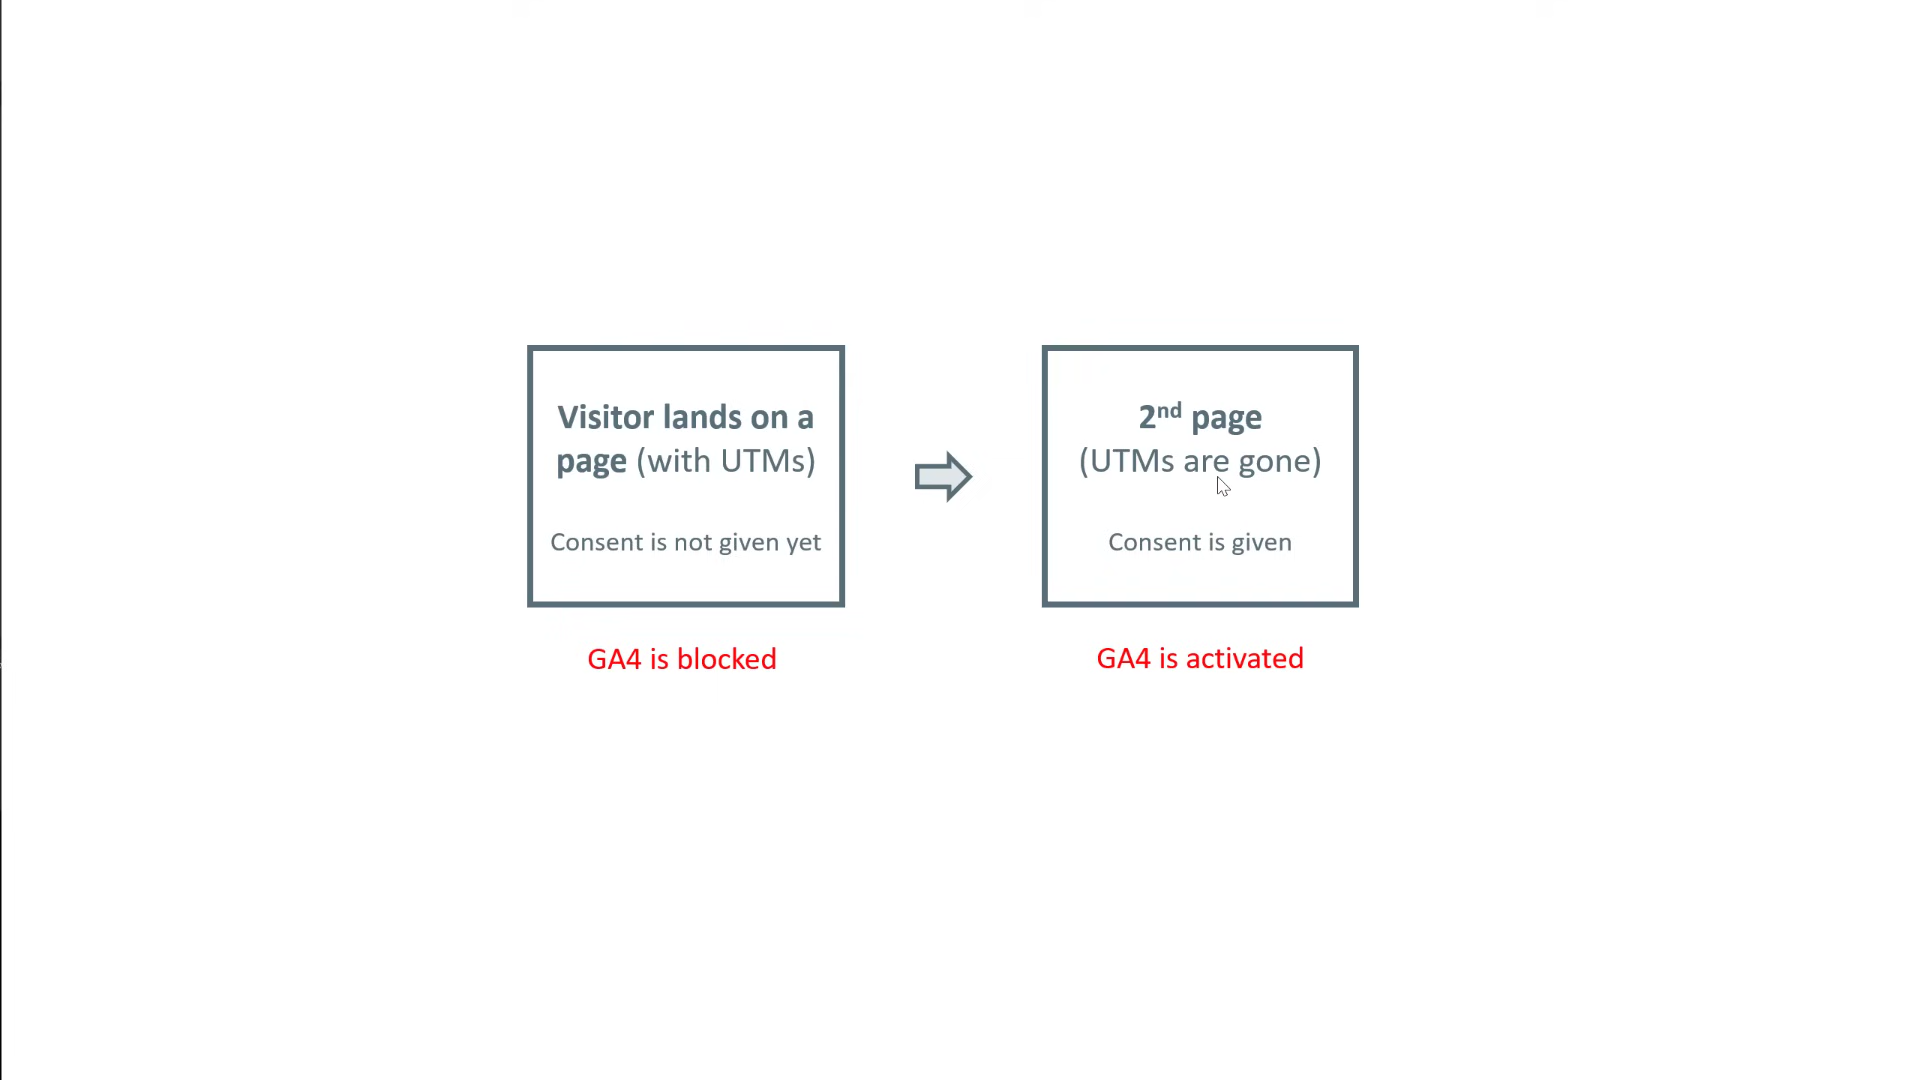 Visitor lands on a
page (with UTMs)
Consent is not given yet
GA4 is blocked
2nd page
(UTMs are gone)
Consent is given
GA4 is activated